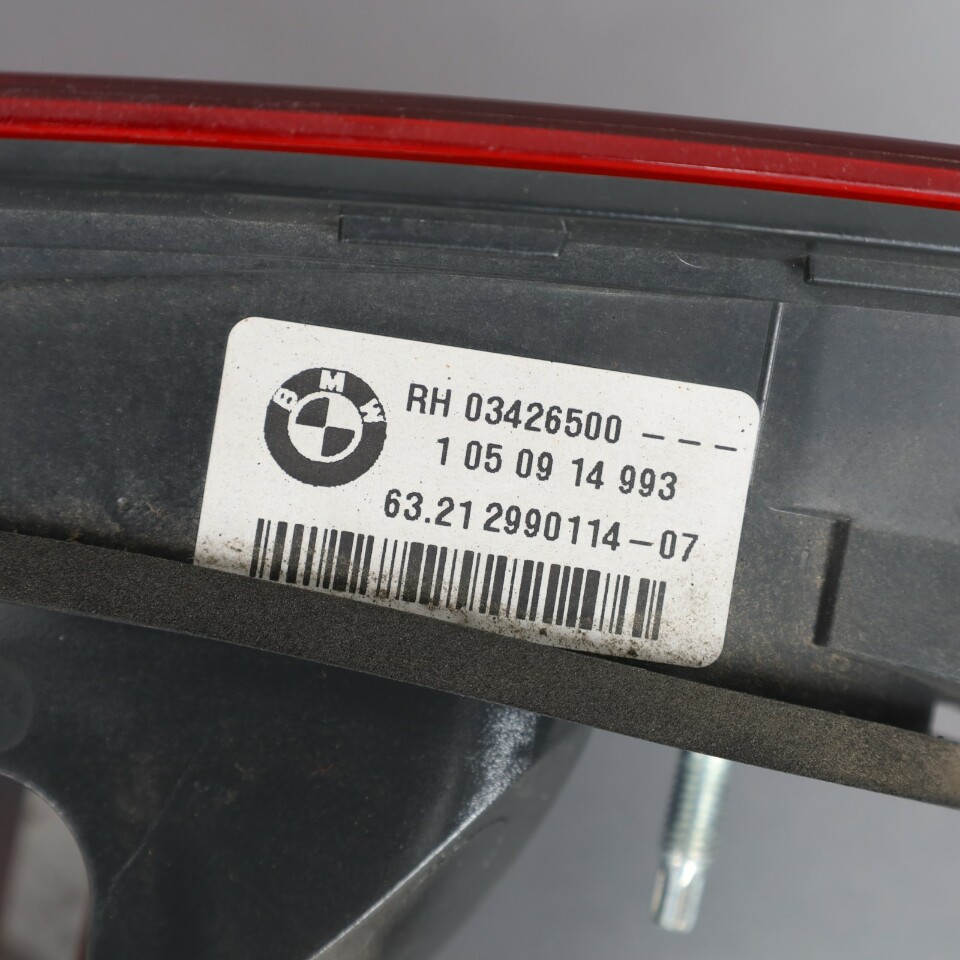 BMW
RH 03426500 ---
1 05 09 14 993
63.21 2990114-07